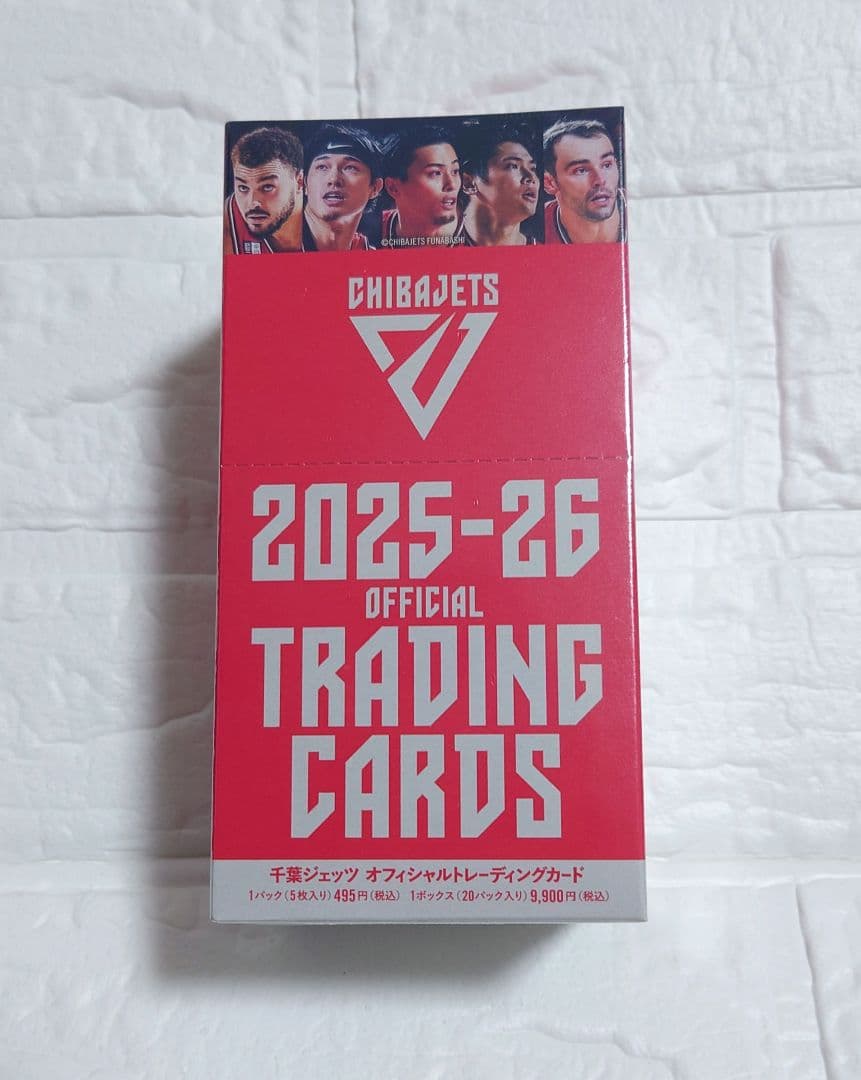 ©CHIBAJETS FUNABASHI
CHIBAJETS
2025-26
OFFICIAL
TRADING
CARDS
千葉ジェッツ オフィシャルトレーディングカード
1パック(5枚入り)495円(税込) 1ボックス(20パック入り)9,900円(税込)